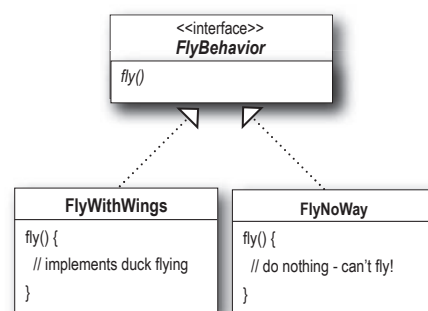 <<interface>>
FlyBehavior
fly()
FlyWithWings
fly() {
// implements duck flying
}
FlyNoWay
fly() {
// do nothing - can’t fly!
}